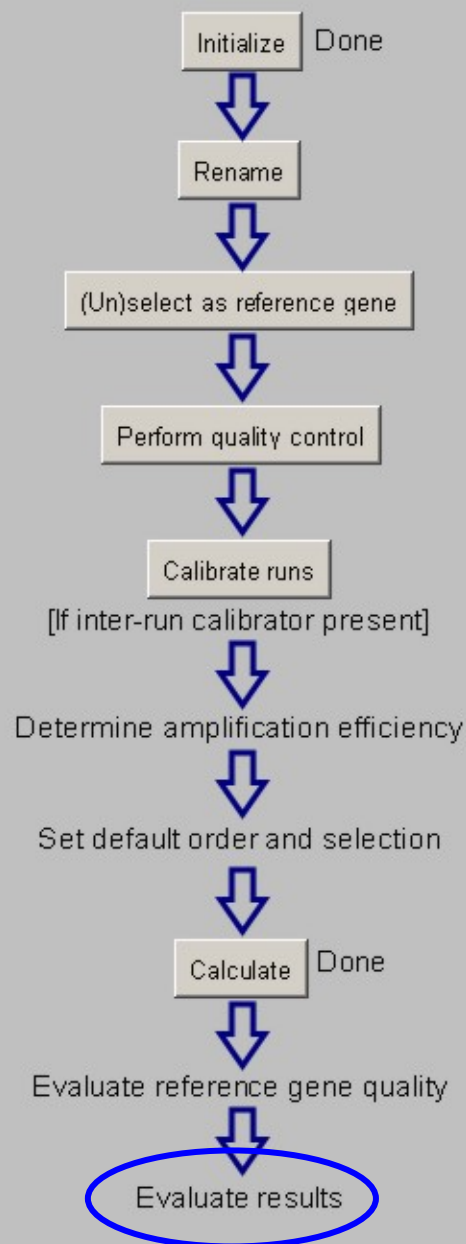 Initialize Done
Rename
(Un)select as reference gene
Perform quality control
Calibrate runs
[If inter-run calibrator present]
Determine amplification efficiency
Set default order and selection
Calculate Done
Evaluate reference gene quality
Evaluate results